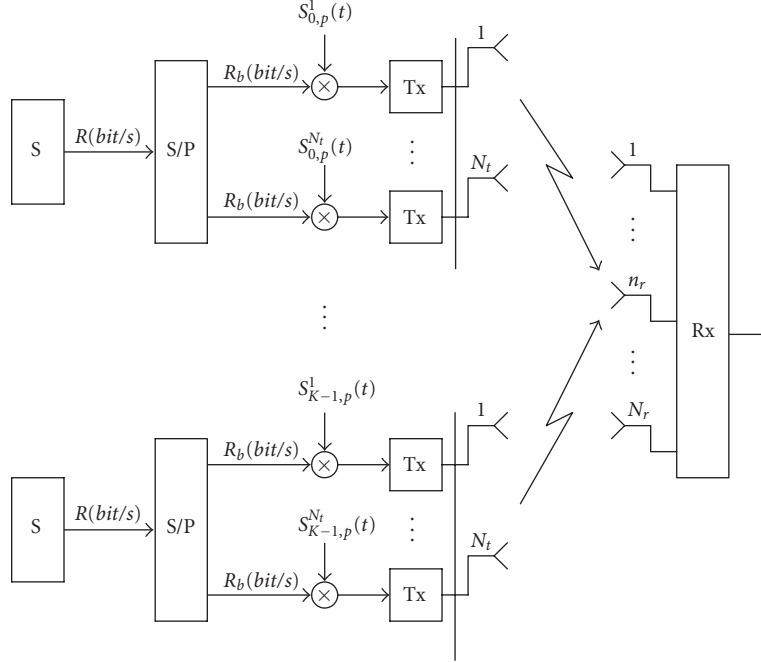 S^1_{0,p}(t)
1
R_b(bit/s)
Tx
S
R(bit/s)
S/P
S^{N_t}_{0,p}(t)
⋮
N_t
R_b(bit/s)
Tx
1
⋮
n_r
Rx
⋮
⋮
N_r
S^1_{K−1,p}(t)
1
R_b(bit/s)
Tx
S
R(bit/s)
S/P
S^{N_t}_{K−1,p}(t)
⋮
N_t
R_b(bit/s)
Tx